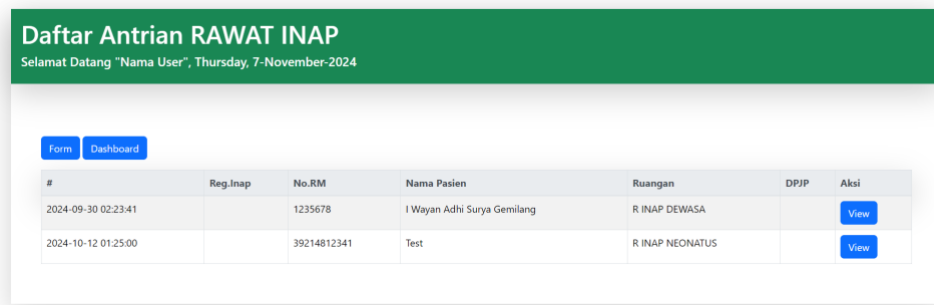 Daftar Antrian RAWAT INAP
Selamat Datang "Nama User", Thursday, 7-November-2024
Form Dashboard
# Reg.Inap No.RM Nama Pasien Ruangan DPJP Aksi
2024-09-30 02:23:41 1235678 I Wayan Adhi Surya Gemilang R INAP DEWASA View
2024-10-12 01:25:00 39214812341 Test R INAP NEONATUS View